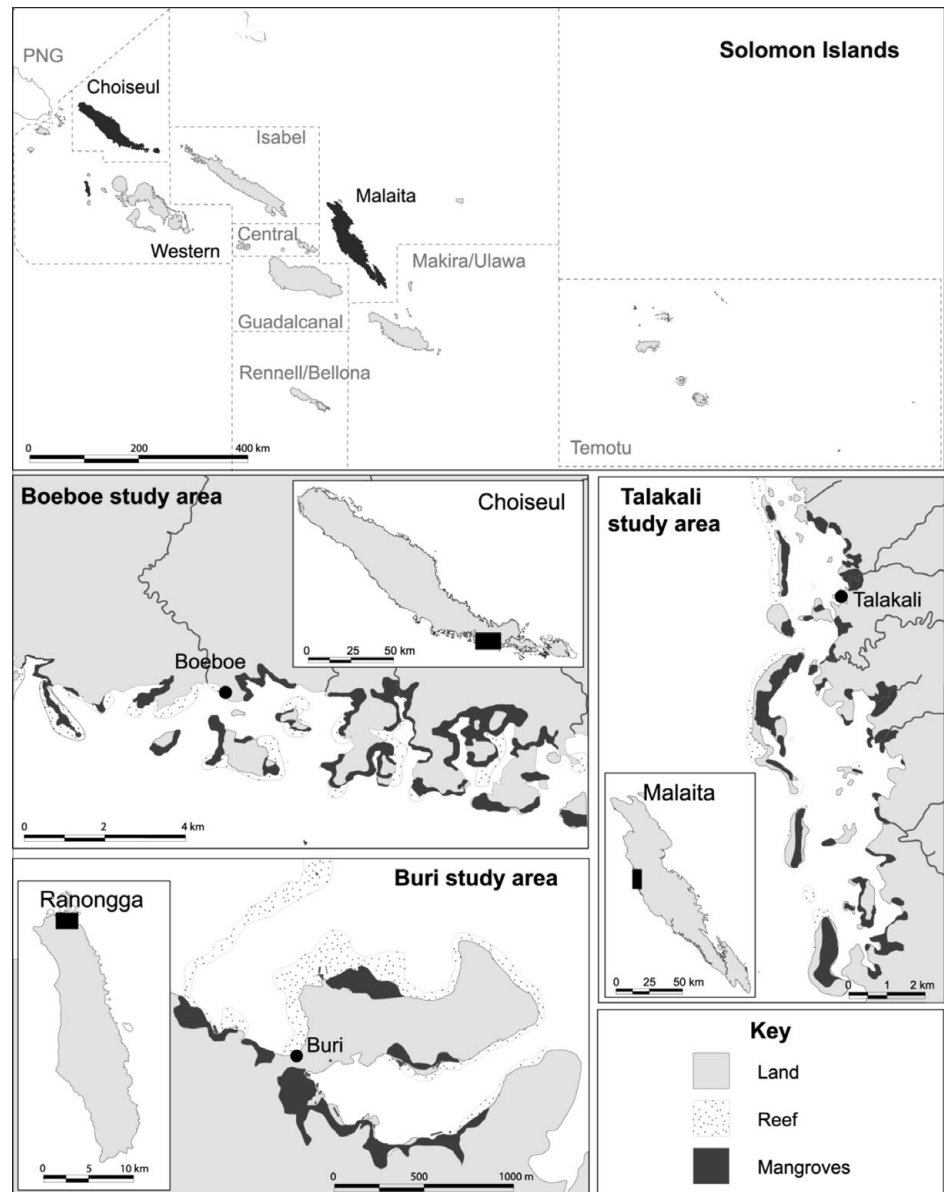 Solomon Islands
PNG
Choiseul
Isabel
Malaita
Western
Central
Makira/Ulawa
Guadalcanal
Rennell/Bellona
Temotu
0 200 400 km
Boeboe study area
Choiseul
0 25 50 km
Boeboe
0 2 4 km
Talakali
study area
Talakali
Malaita
0 25 50 km
0 1 2 km
Buri study area
Ranongga
Buri
0 5 10 km
0 500 1000 m
Key
Land
Reef
Mangroves